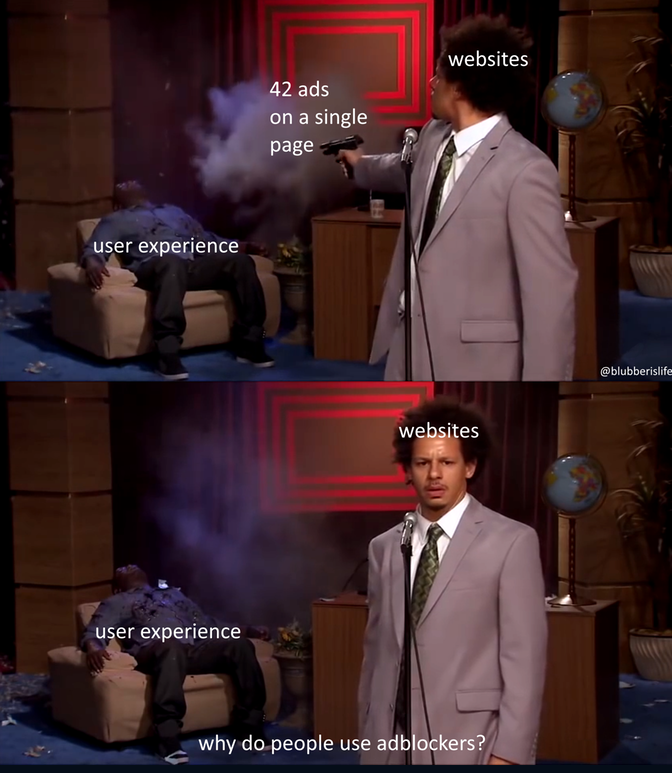 websites
42 ads
on a single
page
user experience
@blubberislife
websites
user experience
why do people use adblockers?